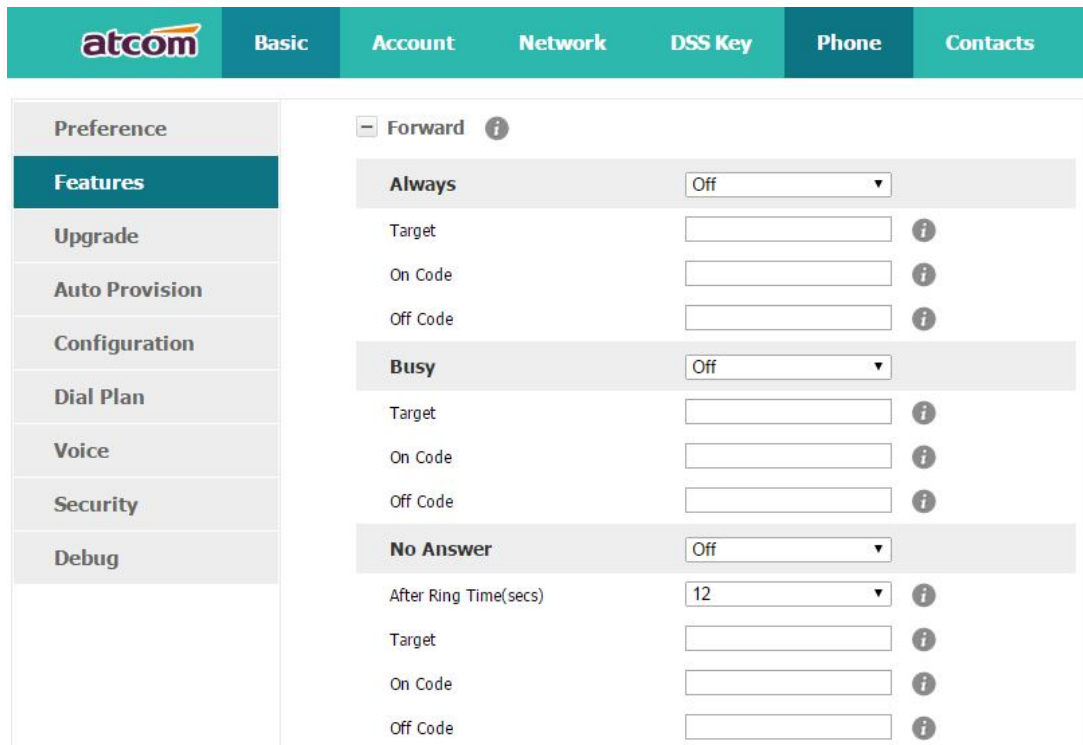 atcom Basic Account Network DSS Key Phone Contacts
Preference
Features
Upgrade
Auto Provision
Configuration
Dial Plan
Voice
Security
Debug
Forward
Always Off
Target
On Code
Off Code
Busy Off
Target
On Code
Off Code
No Answer Off
After Ring Time(secs) 12
Target
On Code
Off Code